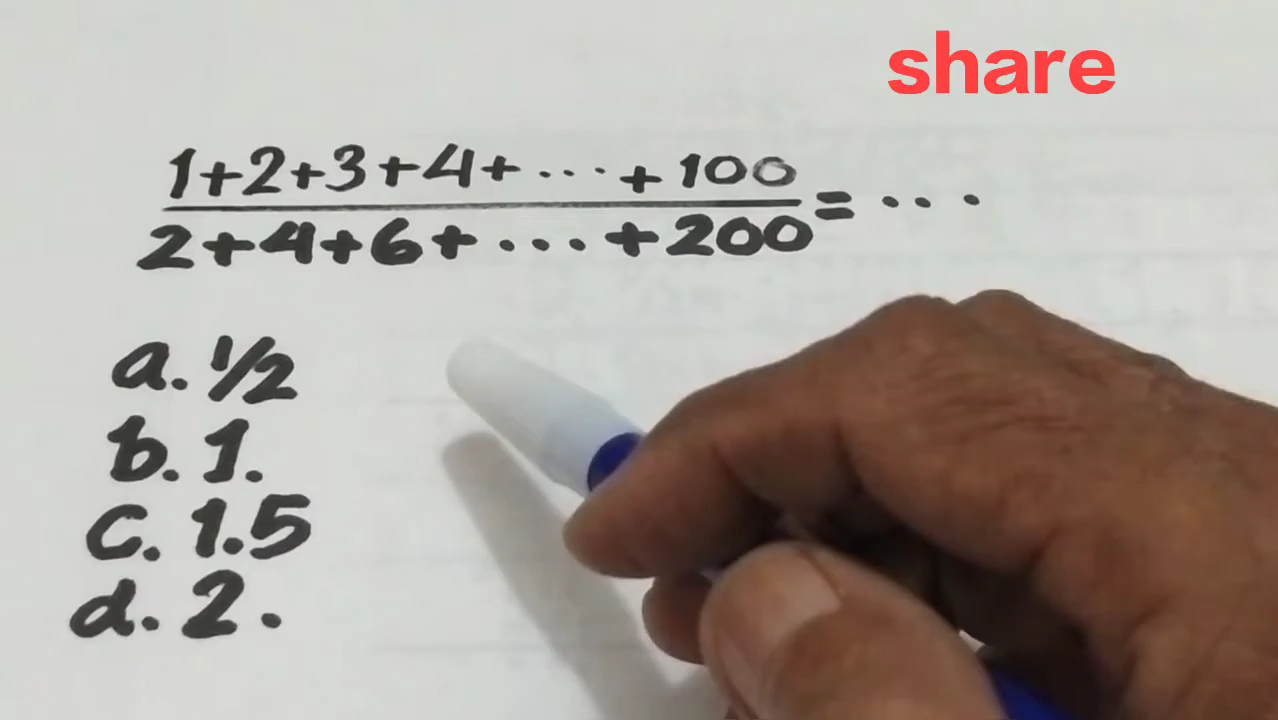 share
1+2+3+4+...+100
2+4+6+...+200
= ...
a. 1/2
b. 1.
c. 1.5
d. 2.